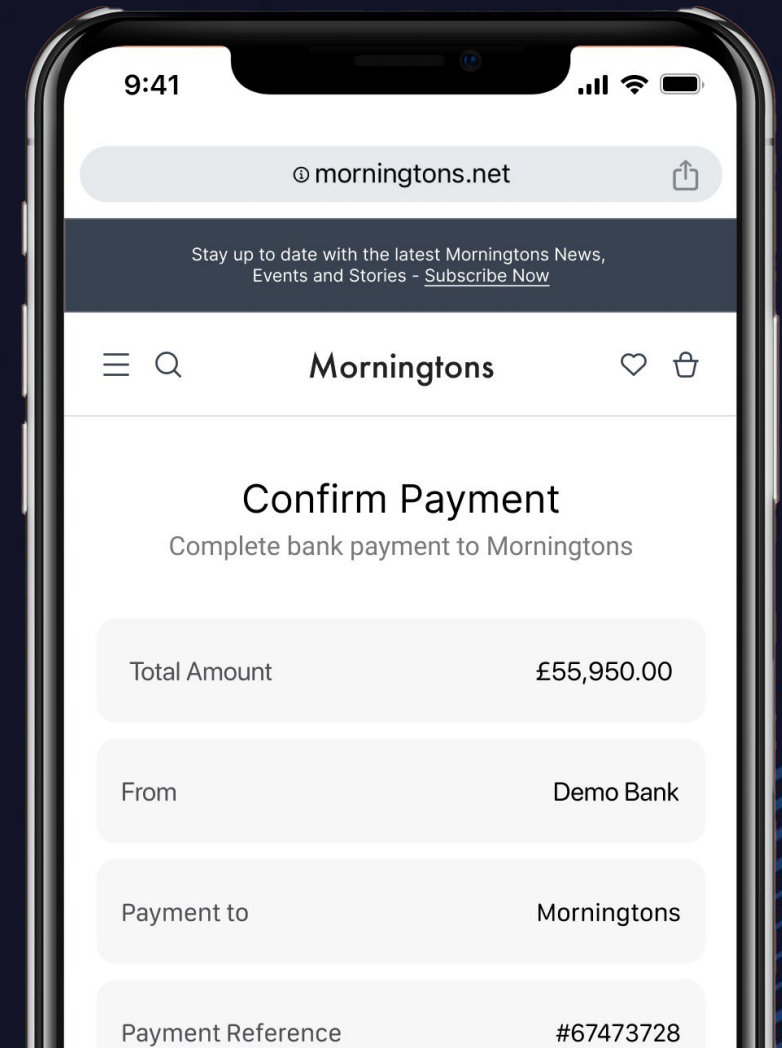 9:41
morningtons.net
Stay up to date with the latest Morningtons News,
Events and Stories - Subscribe Now
Morningtons
Confirm Payment
Complete bank payment to Morningtons
Total Amount £55,950.00
From Demo Bank
Payment to Morningtons
Payment Reference #67473728